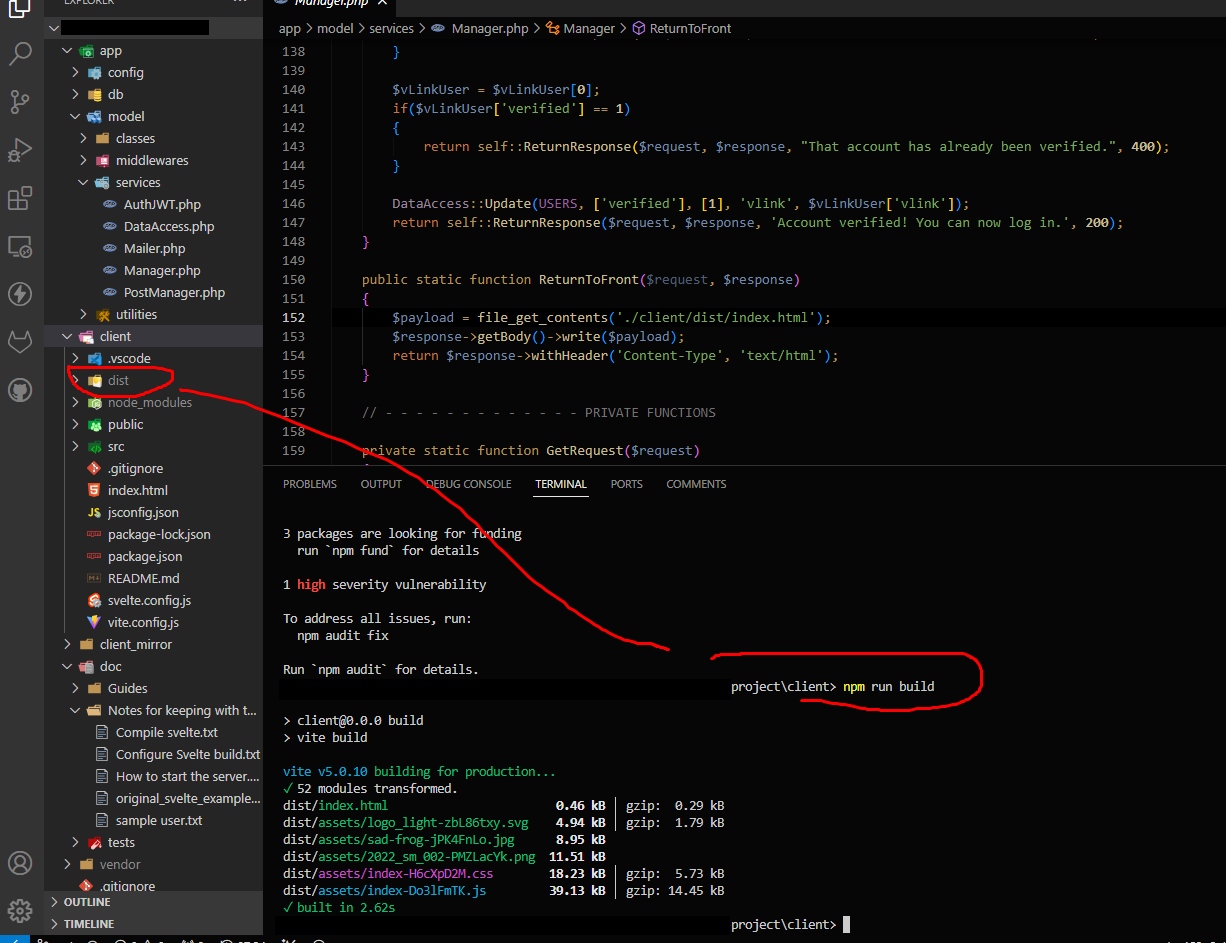 EXPLORER
app
config
db
model
classes
middlewares
services
AuthJWT.php
DataAccess.php
Mailer.php
Manager.php
PostManager.php
utilities
client
.vscode
dist
node_modules
public
src
.gitignore
index.html
jsconfig.json
package-lock.json
package.json
README.md
svelte.config.js
vite.config.js
client_mirror
doc
Guides
Notes for keeping with t...
Compile svelte.txt
Configure Svelte build.txt
How to start the server....
original_svelte_example...
sample user.txt
tests
vendor
.gitignore
OUTLINE
TIMELINE
Manager.php
app > model > services > Manager.php > Manager > ReturnToFront
138 }
139
140 $vLinkUser = $vLinkUser[0];
141 if($vLinkUser['verified'] == 1)
142 {
143 return self::ReturnResponse($request, $response, "That account has already been verified.", 400);
144 }
145
146 DataAccess::Update(USERS, ['verified'], [1], 'vlink', $vLinkUser['vlink']);
147 return self::ReturnResponse($request, $response, 'Account verified! You can now log in.', 200);
148 }
149
150 public static function ReturnToFront($request, $response)
151 {
152 $payload = file_get_contents('./client/dist/index.html');
153 $response->getBody()->write($payload);
154 return $response->withHeader('Content-Type', 'text/html');
155 }
156
157 // - - - - - - - - - - - - - PRIVATE FUNCTIONS
158
159 private static function GetRequest($request)
PROBLEMS OUTPUT DEBUG CONSOLE TERMINAL PORTS COMMENTS
3 packages are looking for funding
run `npm fund` for details
1 high severity vulnerability
To address all issues, run:
npm audit fix
Run `npm audit` for details.
project\client> npm run build
> client@0.0.0 build
> vite build
vite v5.0.10 building for production...
✓ 52 modules transformed.
dist/index.html 0.46 kB │ gzip: 0.29 kB
dist/assets/logo_light-zbL86txy.svg 4.94 kB │ gzip: 1.79 kB
dist/assets/sad-frog-jPK4FnLo.jpg 8.95 kB
dist/assets/2022_sm_002-PMZLacYk.png 11.51 kB
dist/assets/index-H6cXpD2M.css 18.23 kB │ gzip: 5.73 kB
dist/assets/index-Do3lFmTK.js 39.13 kB │ gzip: 14.45 kB
✓ built in 2.62s
project\client>